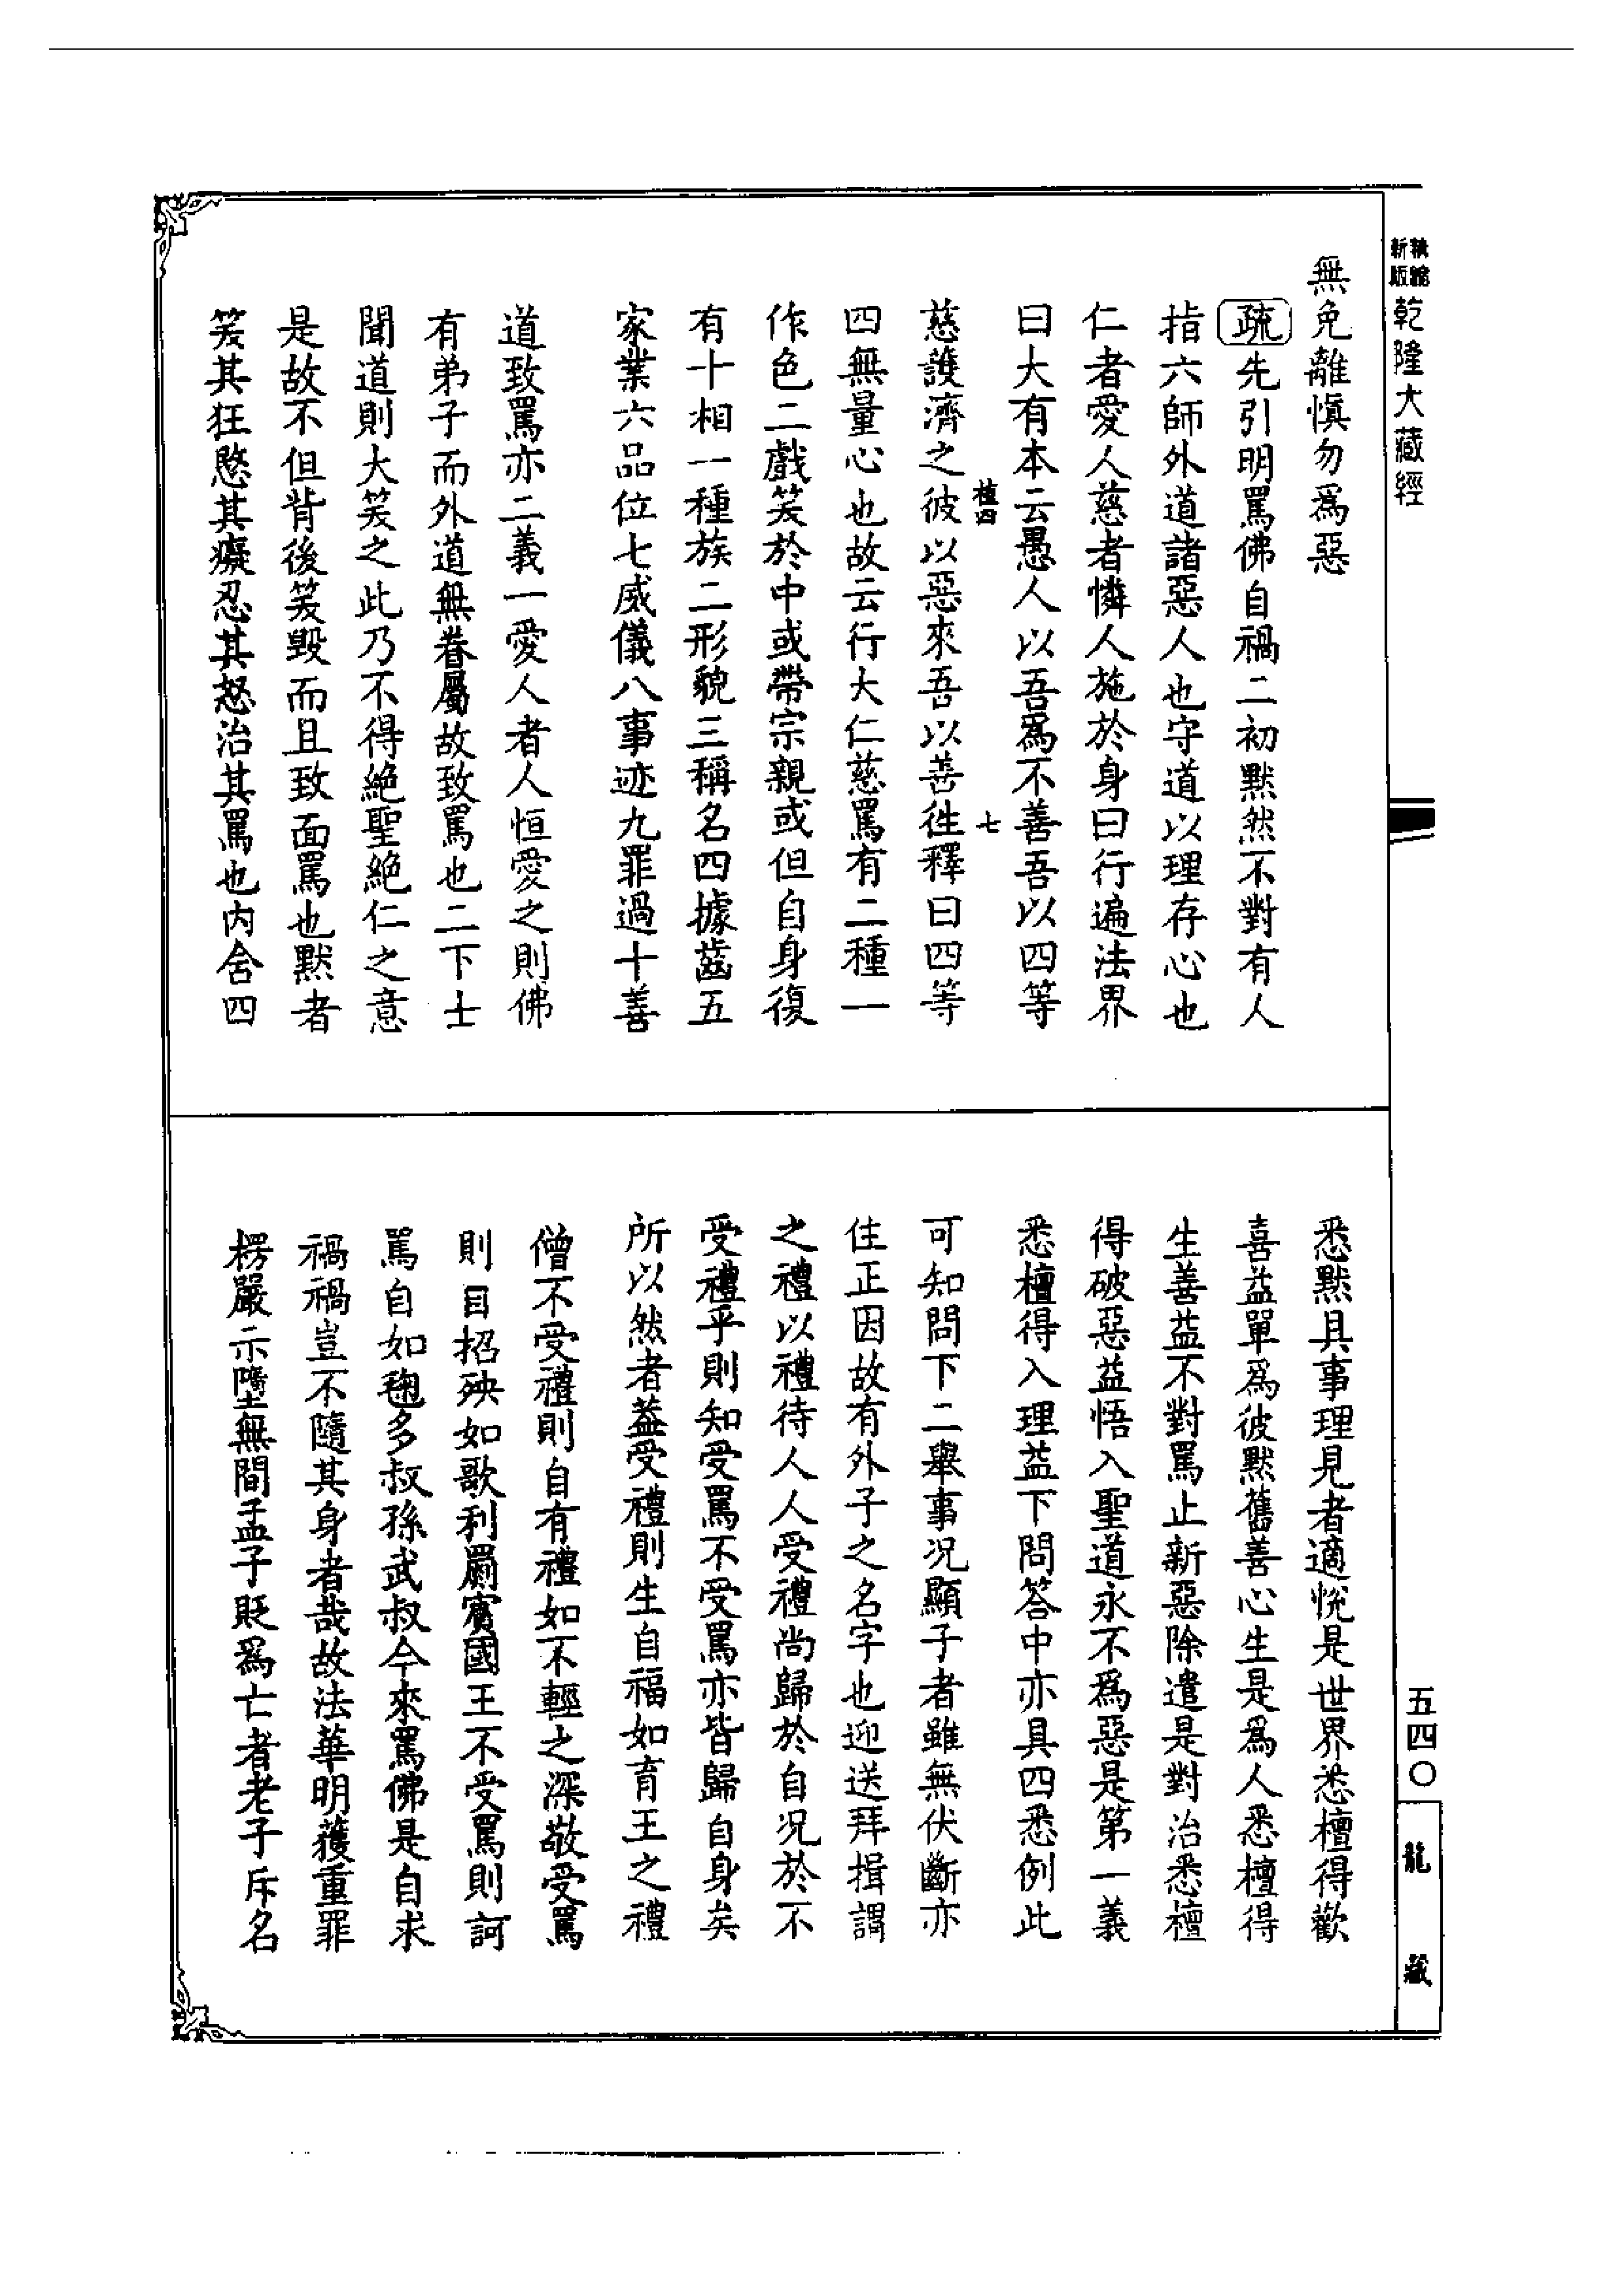 乾隆大藏經
無免離慎勿爲惡
疏先引明罵佛自禍二初默然不對有人
指六師外道諸惡人也守道以理存心也
仁者愛人慈者憐人施於身曰行遍法界
曰大有本云愚人以吾爲不善吾以四等
慈護濟之彼以惡來吾以善徃釋曰四等
四無量心也故云行大仁慈罵有二種一
作色二戲笑於中或帶宗親或但自身復
有十相一種族二形貌三稱名四據齒五
家業六品位七威儀八事迹九罪過十善
道致罵亦二義一愛人者人恒愛之則佛
有弟子而外道無眷屬故致罵也二下士
聞道則大笑之此乃不得絕聖絕仁之意
是故不但背後笑毀而且致面罵也默者
笑其狂愍其癡忍其怒治其罵也内含四
七
悉默具事理見者適悅是世界悉檀得歡
喜益單爲彼默舊善心生是爲人悉檀得
生善益不對罵止新惡除遣是對治悉檀
得破惡益悟入聖道永不爲惡是第一義
悉檀得入理益下問答中亦具四悉例此
可知問下二舉事况顯子者雖無伏斷亦
住正因故有外子之名字也迎送拜揖謂
之禮以禮待人人受禮尚歸於自况於不
受禮乎則知受罵不受罵亦皆歸自身矣
所以然者葢受禮則生自福如育王之禮
僧不受禮則自有禮如不輕之深敬受罵
則目招殃如歌利罽賓國王不受罵則訶
罵自如毱多叔孫武叔今來罵佛是自求
禍禍豈不隨其身者哉故法華明獲重罪
楞嚴示墮無間孟子貶爲亡者老子斥名
五四〇
龍藏